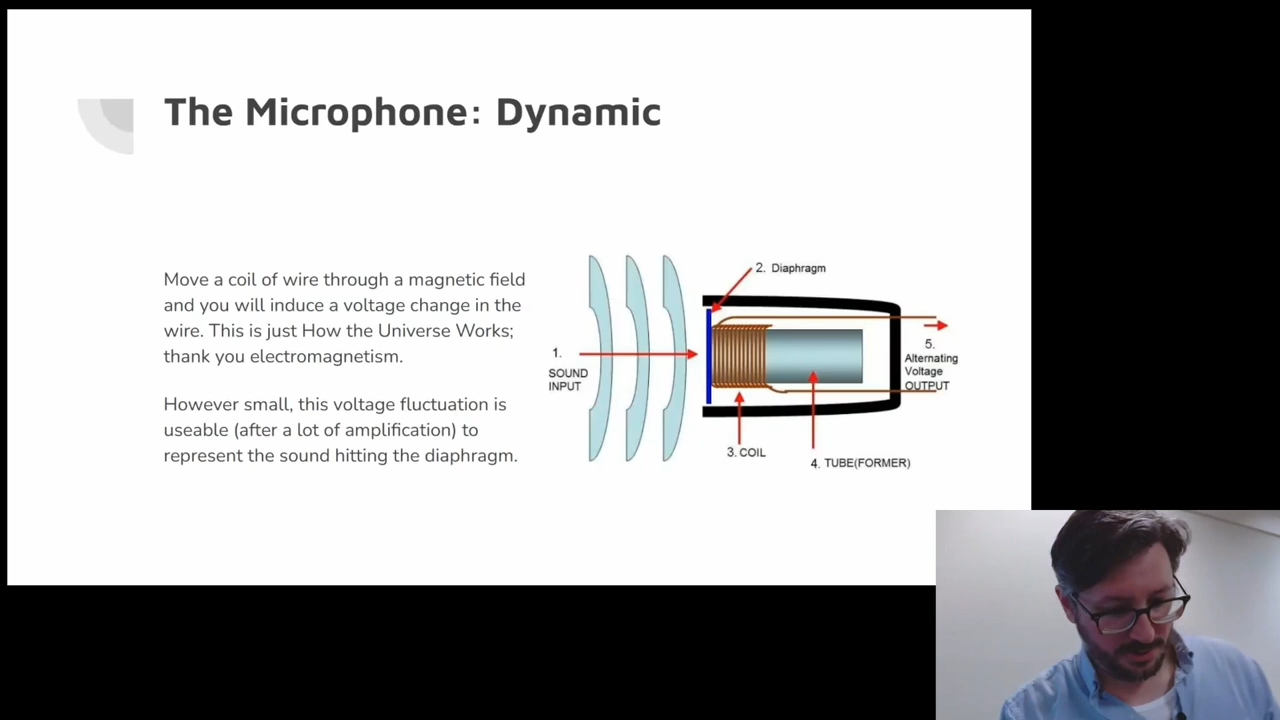 The Microphone: Dynamic
Move a coil of wire through a magnetic field
and you will induce a voltage change in the
wire. This is just How the Universe Works;
thank you electromagnetism.
However small, this voltage fluctuation is
useable (after a lot of amplification) to
represent the sound hitting the diaphragm.
1.
SOUND
INPUT
2. Diaphragm
3. COIL
4. TUBE(FORMER)
5.
Alternating
Voltage
OUTPUT